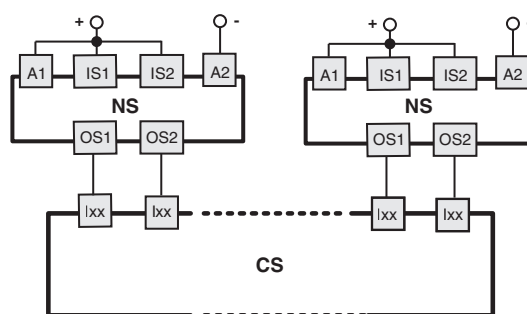 + - + 
A1 IS1 IS2 A2 A1 IS1 IS2 A2
NS NS
OS1 OS2 OS1 OS2
Ixx Ixx Ixx Ixx
CS